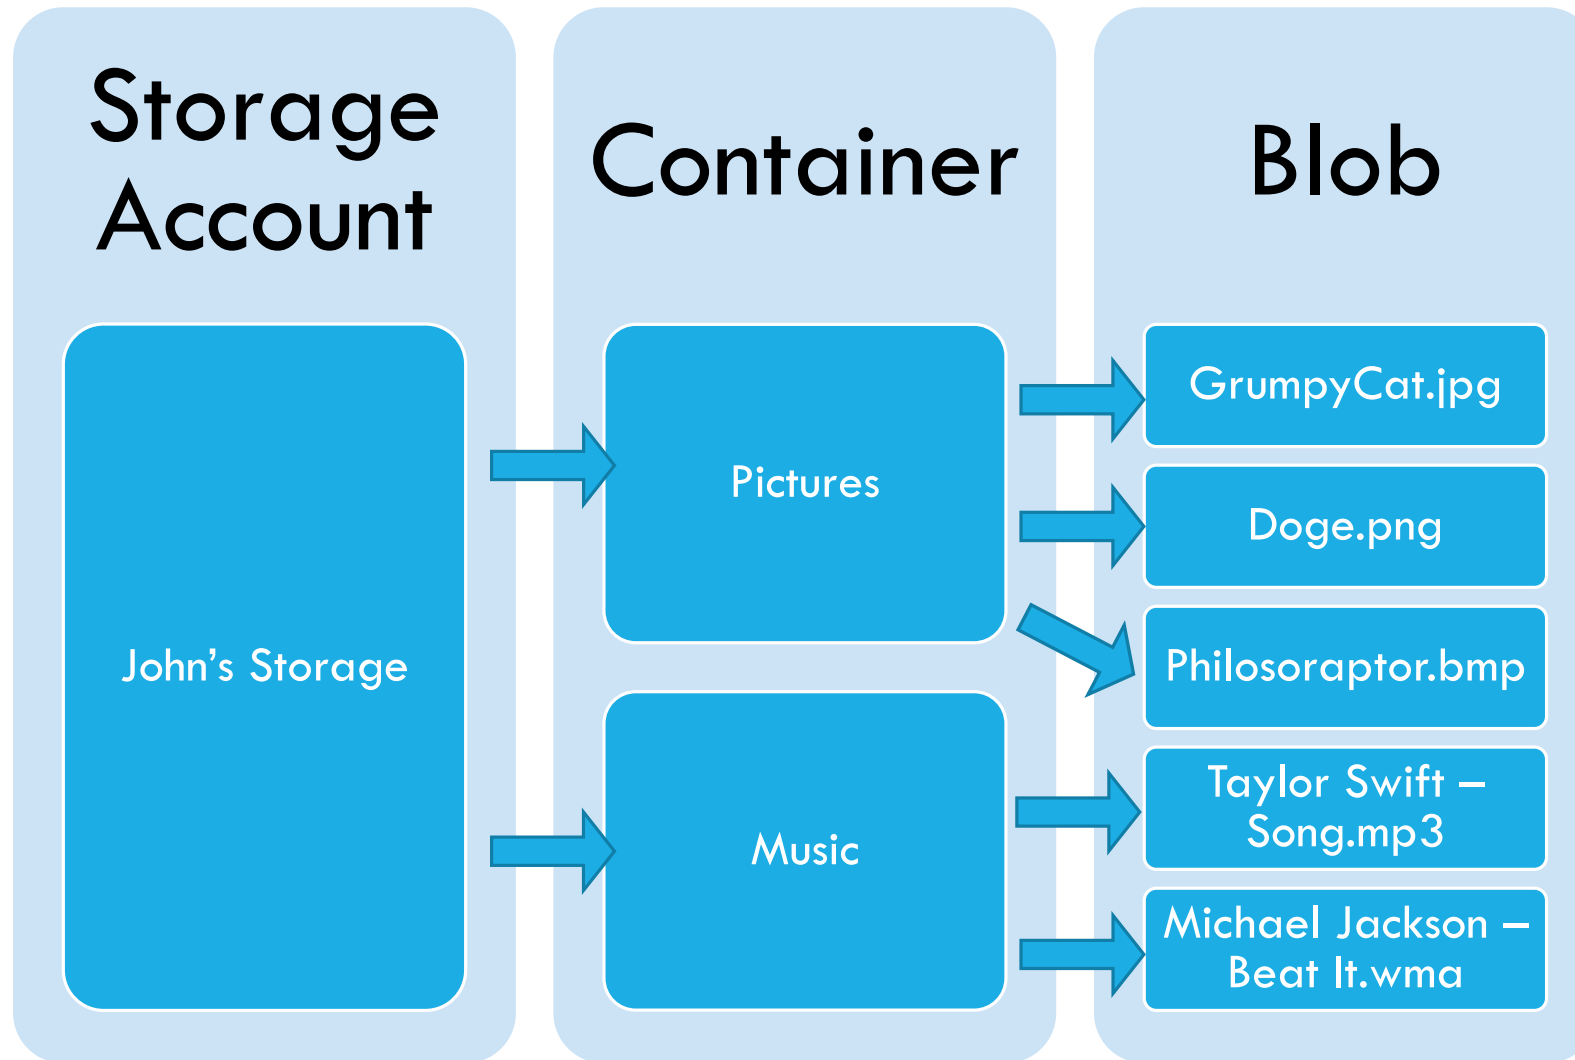 Storage
Account
John’s Storage
Container
Pictures
Music
Blob
GrumpyCat.jpg
Doge.png
Philosoraptor.bmp
Taylor Swift –
Song.mp3
Michael Jackson –
Beat It.wma